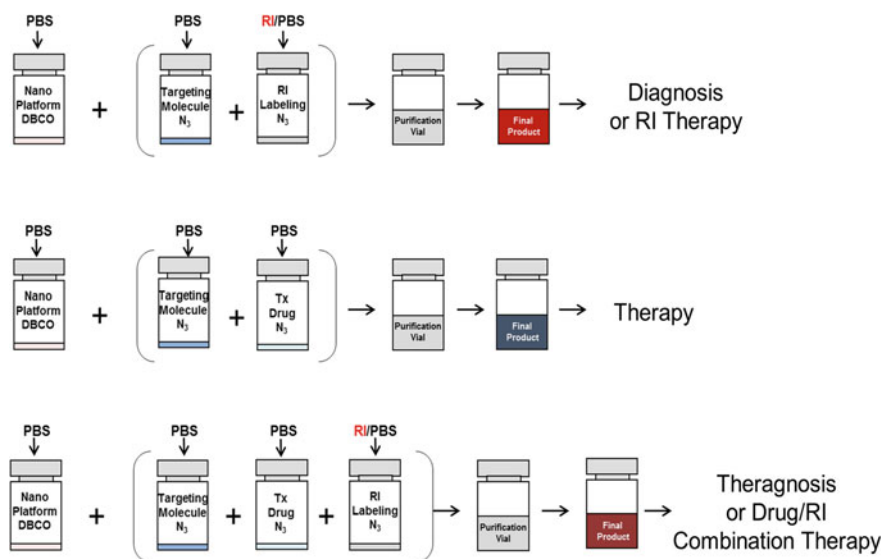 PBS
PBS
RI/PBS
Nano
Platform
DBCO
+
Targeting
Molecule
N3
+
RI
Labeling
N3
Purification
Vial
Final
Product
Diagnosis
or RI Therapy
PBS
PBS
PBS
Nano
Platform
DBCO
+
Targeting
Molecule
N3
+
Tx
Drug
N3
Purification
Vial
Final
Product
Therapy
PBS
PBS
PBS
RI/PBS
Nano
Platform
DBCO
+
Targeting
Molecule
N3
+
Tx
Drug
N3
+
RI
Labeling
N3
Purification
Vial
Final
Product
Theragnosis
or Drug/RI
Combination Therapy